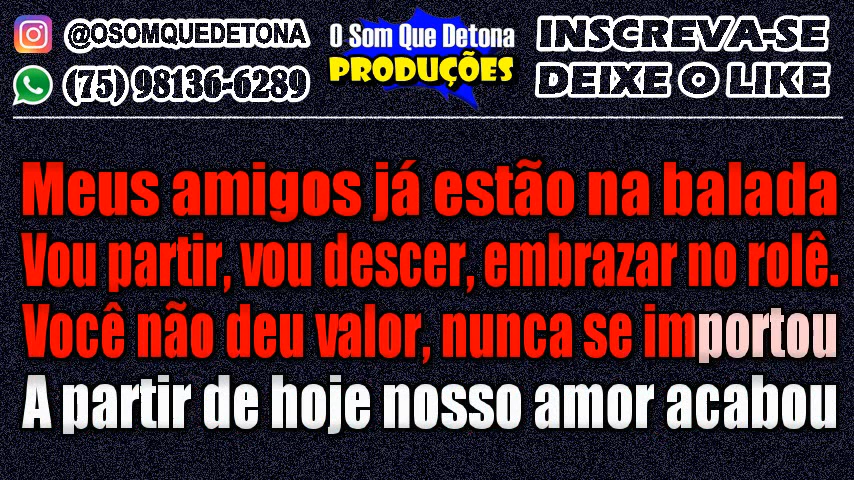 @OSOMQUEDETONA
(75) 98136-6289
O Som Que Detona
PRODUÇÕES
INSCREVA-SE
DEIXE O LIKE
Meus amigos já estão na balada
Vou partir, vou descer, embrazar no rolê.
Você não deu valor, nunca se importou
A partir de hoje nosso amor acabou